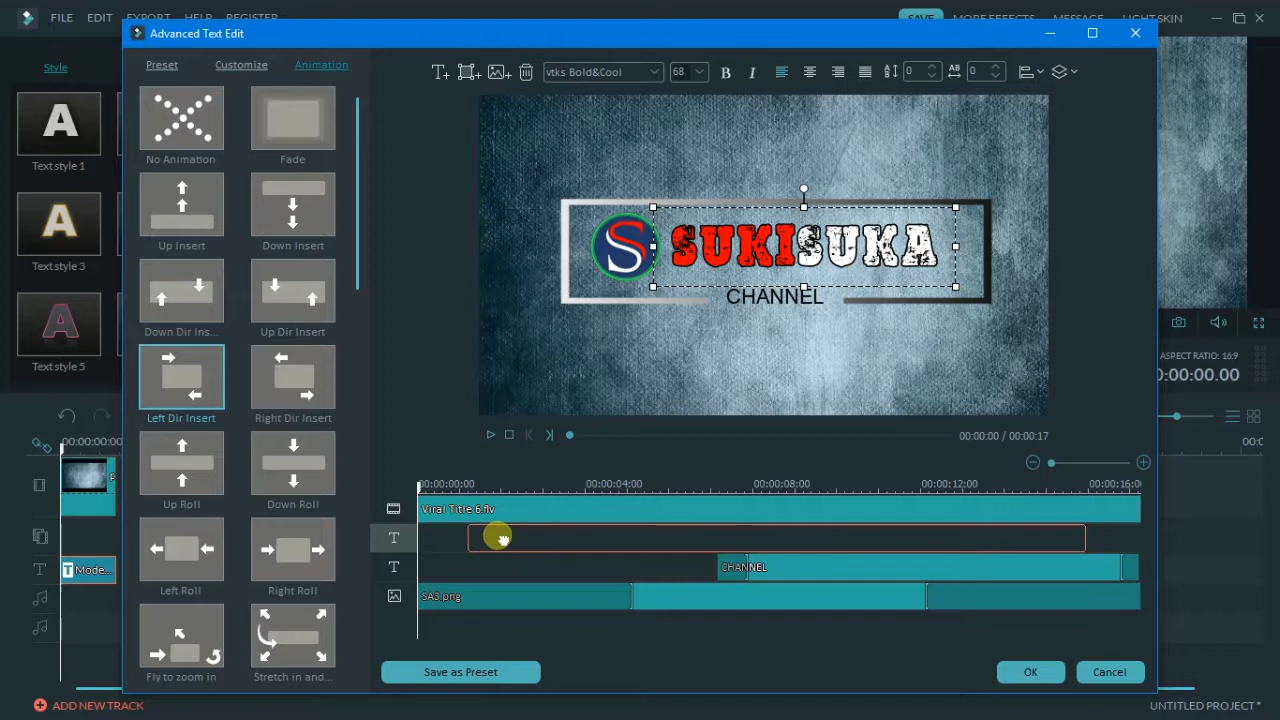 FILE EDIT EXPORT HELP REGISTER SAVE MORE EFFECTS MESSAGE LIGHT SKIN
Advanced Text Edit
Style
Preset Customize Animation
vtks Bold&Cool 68 B I 0 AB 0
A
Text style 1
A
Text style 3
A
Text style 5
No Animation Fade
Up Insert Down Insert
Down Dir Ins... Up Dir Insert
Left Dir Insert Right Dir Insert
Up Roll Down Roll
Left Roll Right Roll
Fly to zoom in Stretch in and...
S SUKISUKA
CHANNEL
00:00:00 / 00:00:17
ASPECT RATIO: 16:9
0:00:00.00
00:00:00:00
00:00:00:00 00:00:04:00 00:00:08:00 00:00:12:00 00:00:16:0
Viral Title 6.flv
T
T CHANNEL
SA3.png
T T Mode...
Save as Preset OK Cancel
ADD NEW TRACK UNTITLED PROJECT*